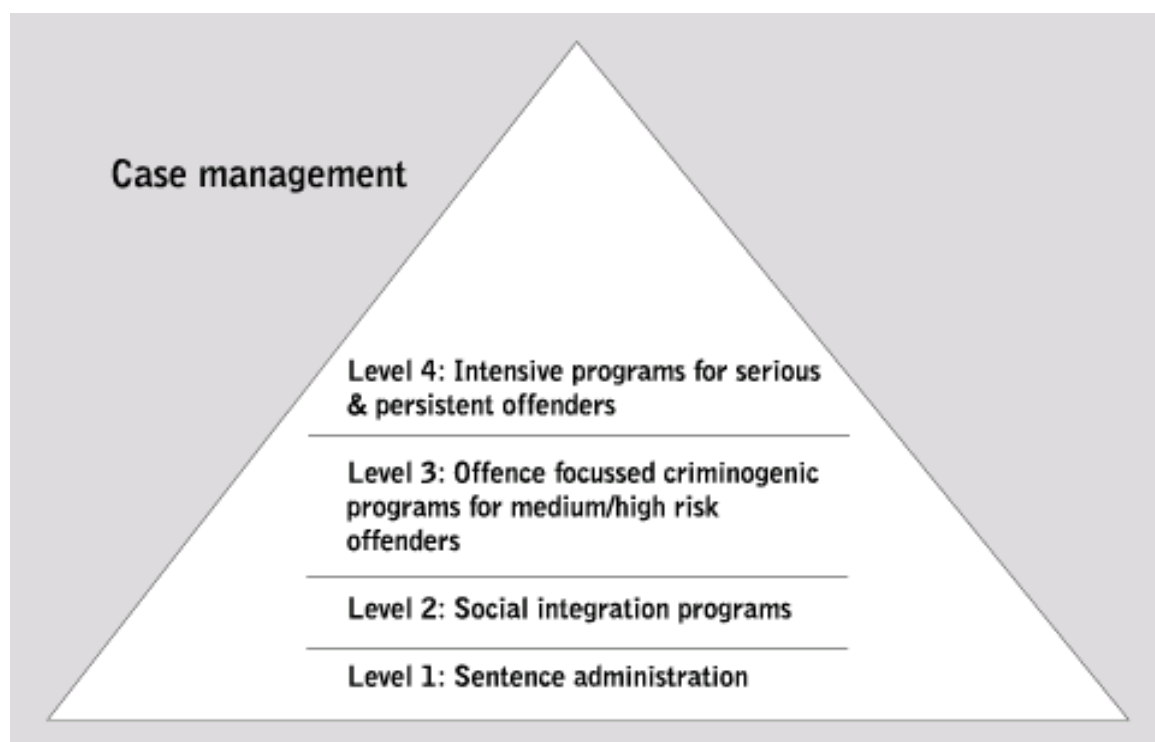 Case management
Level 4: Intensive programs for serious
& persistent offenders
Level 3: Offence focussed criminogenic
programs for medium/high risk
offenders
Level 2: Social integration programs
Level 1: Sentence administration